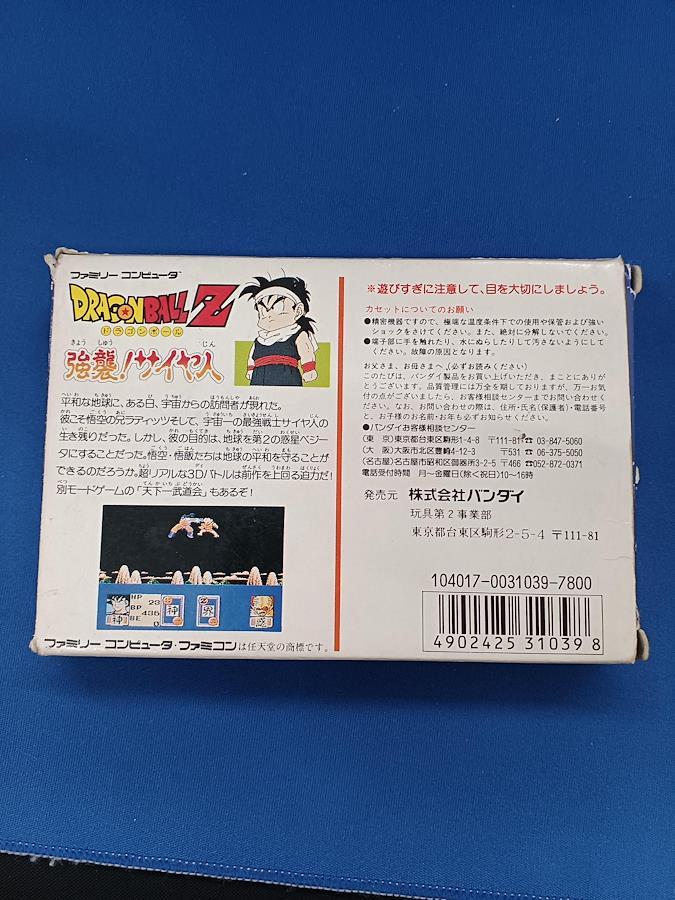 ファミリー コンピュータ™
DRAGON BALL Z
ドラゴンボール
強襲!サイヤ人
平和な地球に、ある日、宇宙からの訪問者が現れた。
彼こそ悟空の兄ラディッツそして、宇宙一の最強戦士サイヤ人の
生き残りだった。しかし、彼の目的は、地球を第2の惑星ベジー
タにすることだった。悟空・悟飯たちは地球の平和を守ることが
できるのだろうか。超リアルな3Dバトルは前作を上回る迫力だ!
別モードゲームの「天下一武道会」もあるぞ!
HP 23
BP 435
BE 0
神
神
界
惑
ファミリー コンピュータ・ファミコンは任天堂の商標です。
※遊びすぎに注意して、目を大切にしましょう。
カセットについてのお願い
●精密機器ですので、極端な温度条件下での使用や保管および強い
ショックをさけてください。また、絶対に分解しないでください。
●端子部に手を触れたり、水にぬらしたりして汚さないようにして
ください。故障の原因となります。
お父さま、お母さまへ(必ずお読みください)
このたびは、バンダイ製品をお買い上げいただき、まことにありが
とうございます。品質管理には万全を期しておりますが、万一お気
付の点がございましたら、お客様相談センターまでお問い合わせく
ださい。なお、お問い合わせの際は、住所・氏名(保護者)・電話番号
と、お子様のお名前・お年も必ずお知らせください。
●バンダイお客様相談センター
(東 京)東京都台東区駒形1-4-8 〒111-81 ☎ 03-847-5060
(大 阪)大阪市北区豊崎4-12-3 〒531 ☎ 06-375-5050
(名古屋)名古屋市昭和区御器所3-2-5 〒466 ☎ 052-872-0371
電話受付時間 月〜金曜日(除く祝日)10〜16時
発売元 株式会社バンダイ
玩具第2事業部
東京都台東区駒形2-5-4 〒111-81
104017-0031039-7800
4902425310398